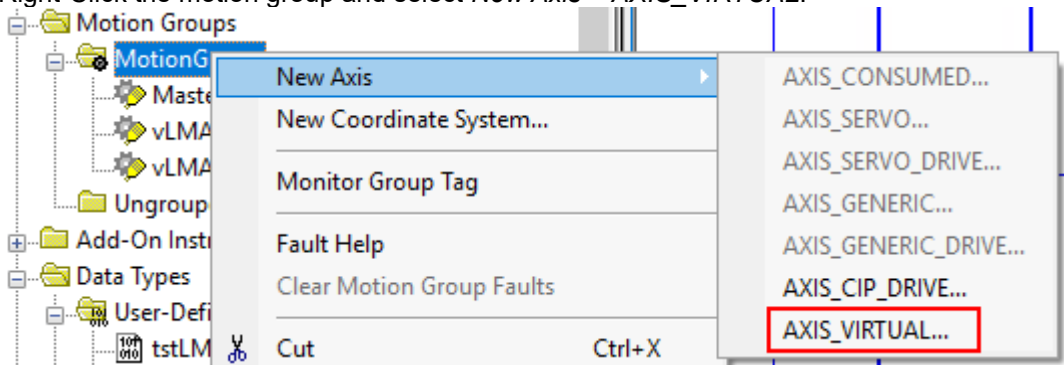 Right-Click the motion group and select New Axis > AXIS_VIRTUAL.
Motion Groups
MotionG
Maste
vLMA
vLMA
Ungroup
Add-On Instr
Data Types
User-Defi
tstLM
New Axis
New Coordinate System...
Monitor Group Tag
Fault Help
Clear Motion Group Faults
Cut Ctrl+X
AXIS_CONSUMED...
AXIS_SERVO...
AXIS_SERVO_DRIVE...
AXIS_GENERIC...
AXIS_GENERIC_DRIVE...
AXIS_CIP_DRIVE...
AXIS_VIRTUAL...